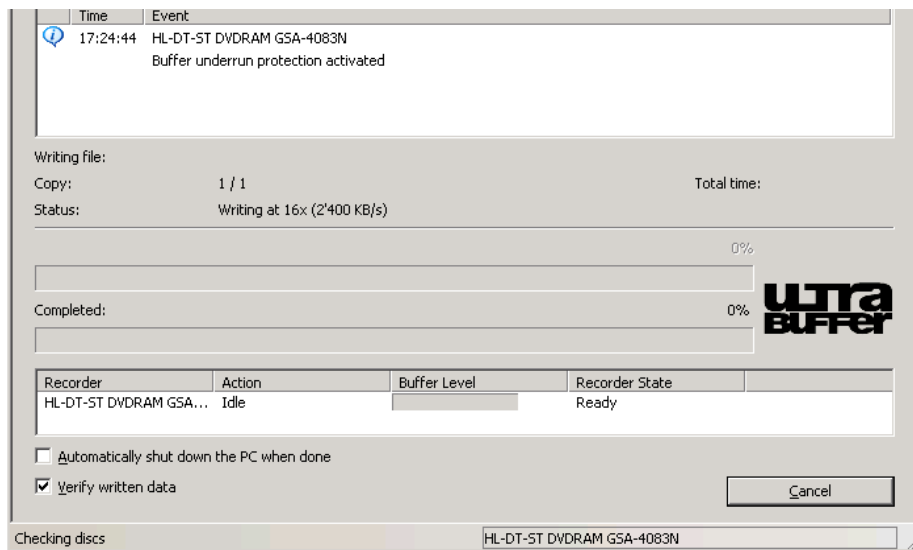 Time Event
17:24:44 HL-DT-ST DVDRAM GSA-4083N
Buffer underrun protection activated
Writing file:
Copy: 1 / 1 Total time:
Status: Writing at 16x (2'400 KB/s)
0%
Completed: 0%
ultra
BUFFer
Recorder Action Buffer Level Recorder State
HL-DT-ST DVDRAM GSA... Idle Ready
Automatically shut down the PC when done
Verify written data
Cancel
Checking discs HL-DT-ST DVDRAM GSA-4083N